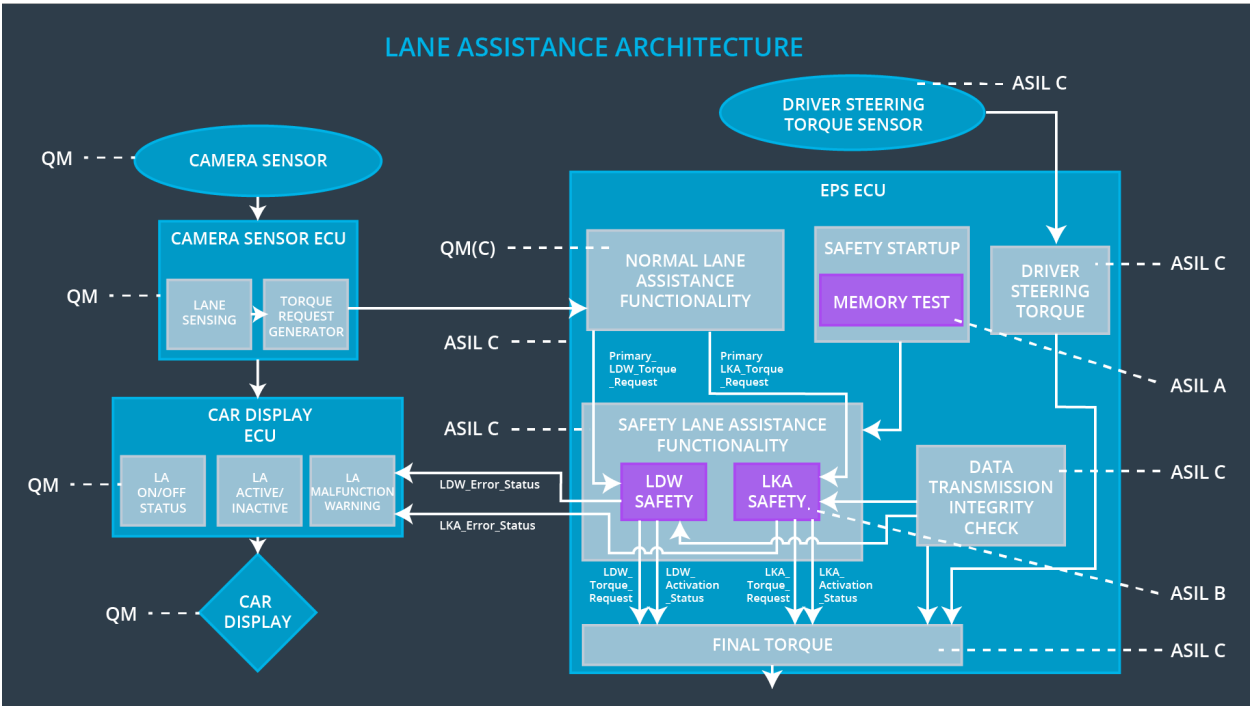 LANE ASSISTANCE ARCHITECTURE
ASIL C
DRIVER STEERING
TORQUE SENSOR
QM
CAMERA SENSOR
EPS ECU
CAMERA SENSOR ECU
QM(C)
NORMAL LANE
ASSISTANCE
FUNCTIONALITY
SAFETY STARTUP
MEMORY TEST
DRIVER
STEERING
TORQUE
ASIL C
QM
LANE
SENSING
TORQUE
REQUEST
GENERATOR
ASIL C
Primary_
LDW_Torque
_Request
Primary
LKA_Torque
_Request
ASIL A
CAR DISPLAY
ECU
ASIL C
SAFETY LANE ASSISTANCE
FUNCTIONALITY
QM
LA
ON/OFF
STATUS
LA
ACTIVE/
INACTIVE
LA
MALFUNCTION
WARNING
LDW_Error_Status
LKA_Error_Status
LDW
SAFETY
LKA
SAFETY
DATA
TRANSMISSION
INTEGRITY
CHECK
ASIL C
LDW_
Torque_
Request
LDW_
Activation
_Status
LKA_
Torque_
Request
LKA_
Activation
_Status
ASIL B
QM
CAR
DISPLAY
FINAL TORQUE
ASIL C